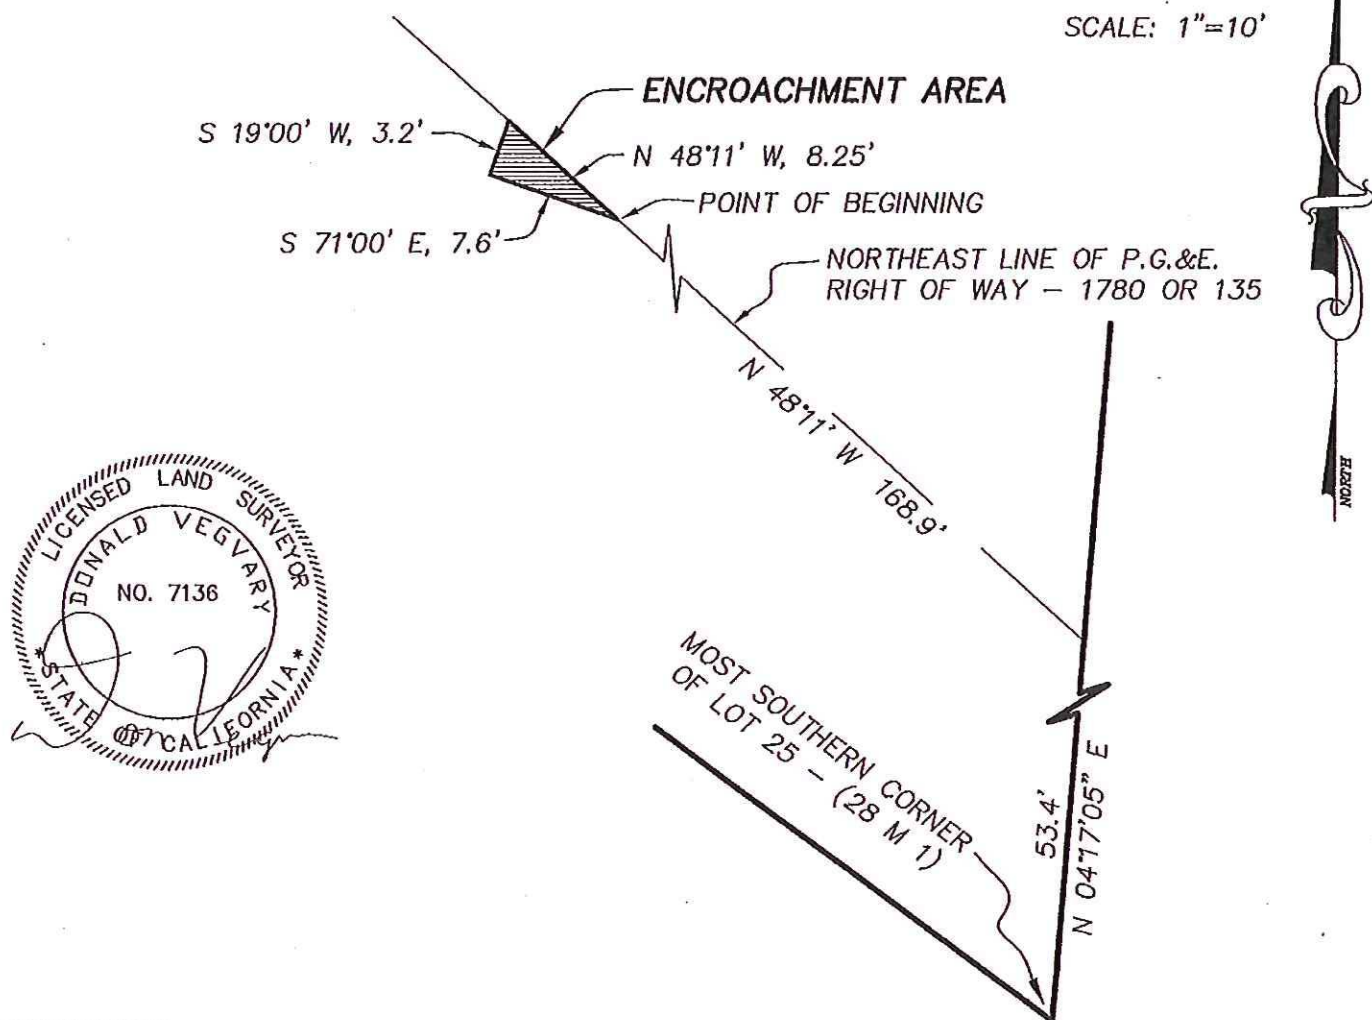 SCALE: 1"=10'
ENCROACHMENT AREA
S 19°00' W, 3.2'
N 48°11' W, 8.25'
POINT OF BEGINNING
S 71°00' E, 7.6'
NORTHEAST LINE OF P.G.&E.
RIGHT OF WAY – 1780 OR 135
N 48°11' W 168.9'
NORTH
LICENSED LAND SURVEYOR
DONALD VEGVARY
NO. 7136
* STATE OF CALIFORNIA *
MOST SOUTHERN CORNER
OF LOT 25 – (28 M 1)
53.4'
N 04°17'05" E